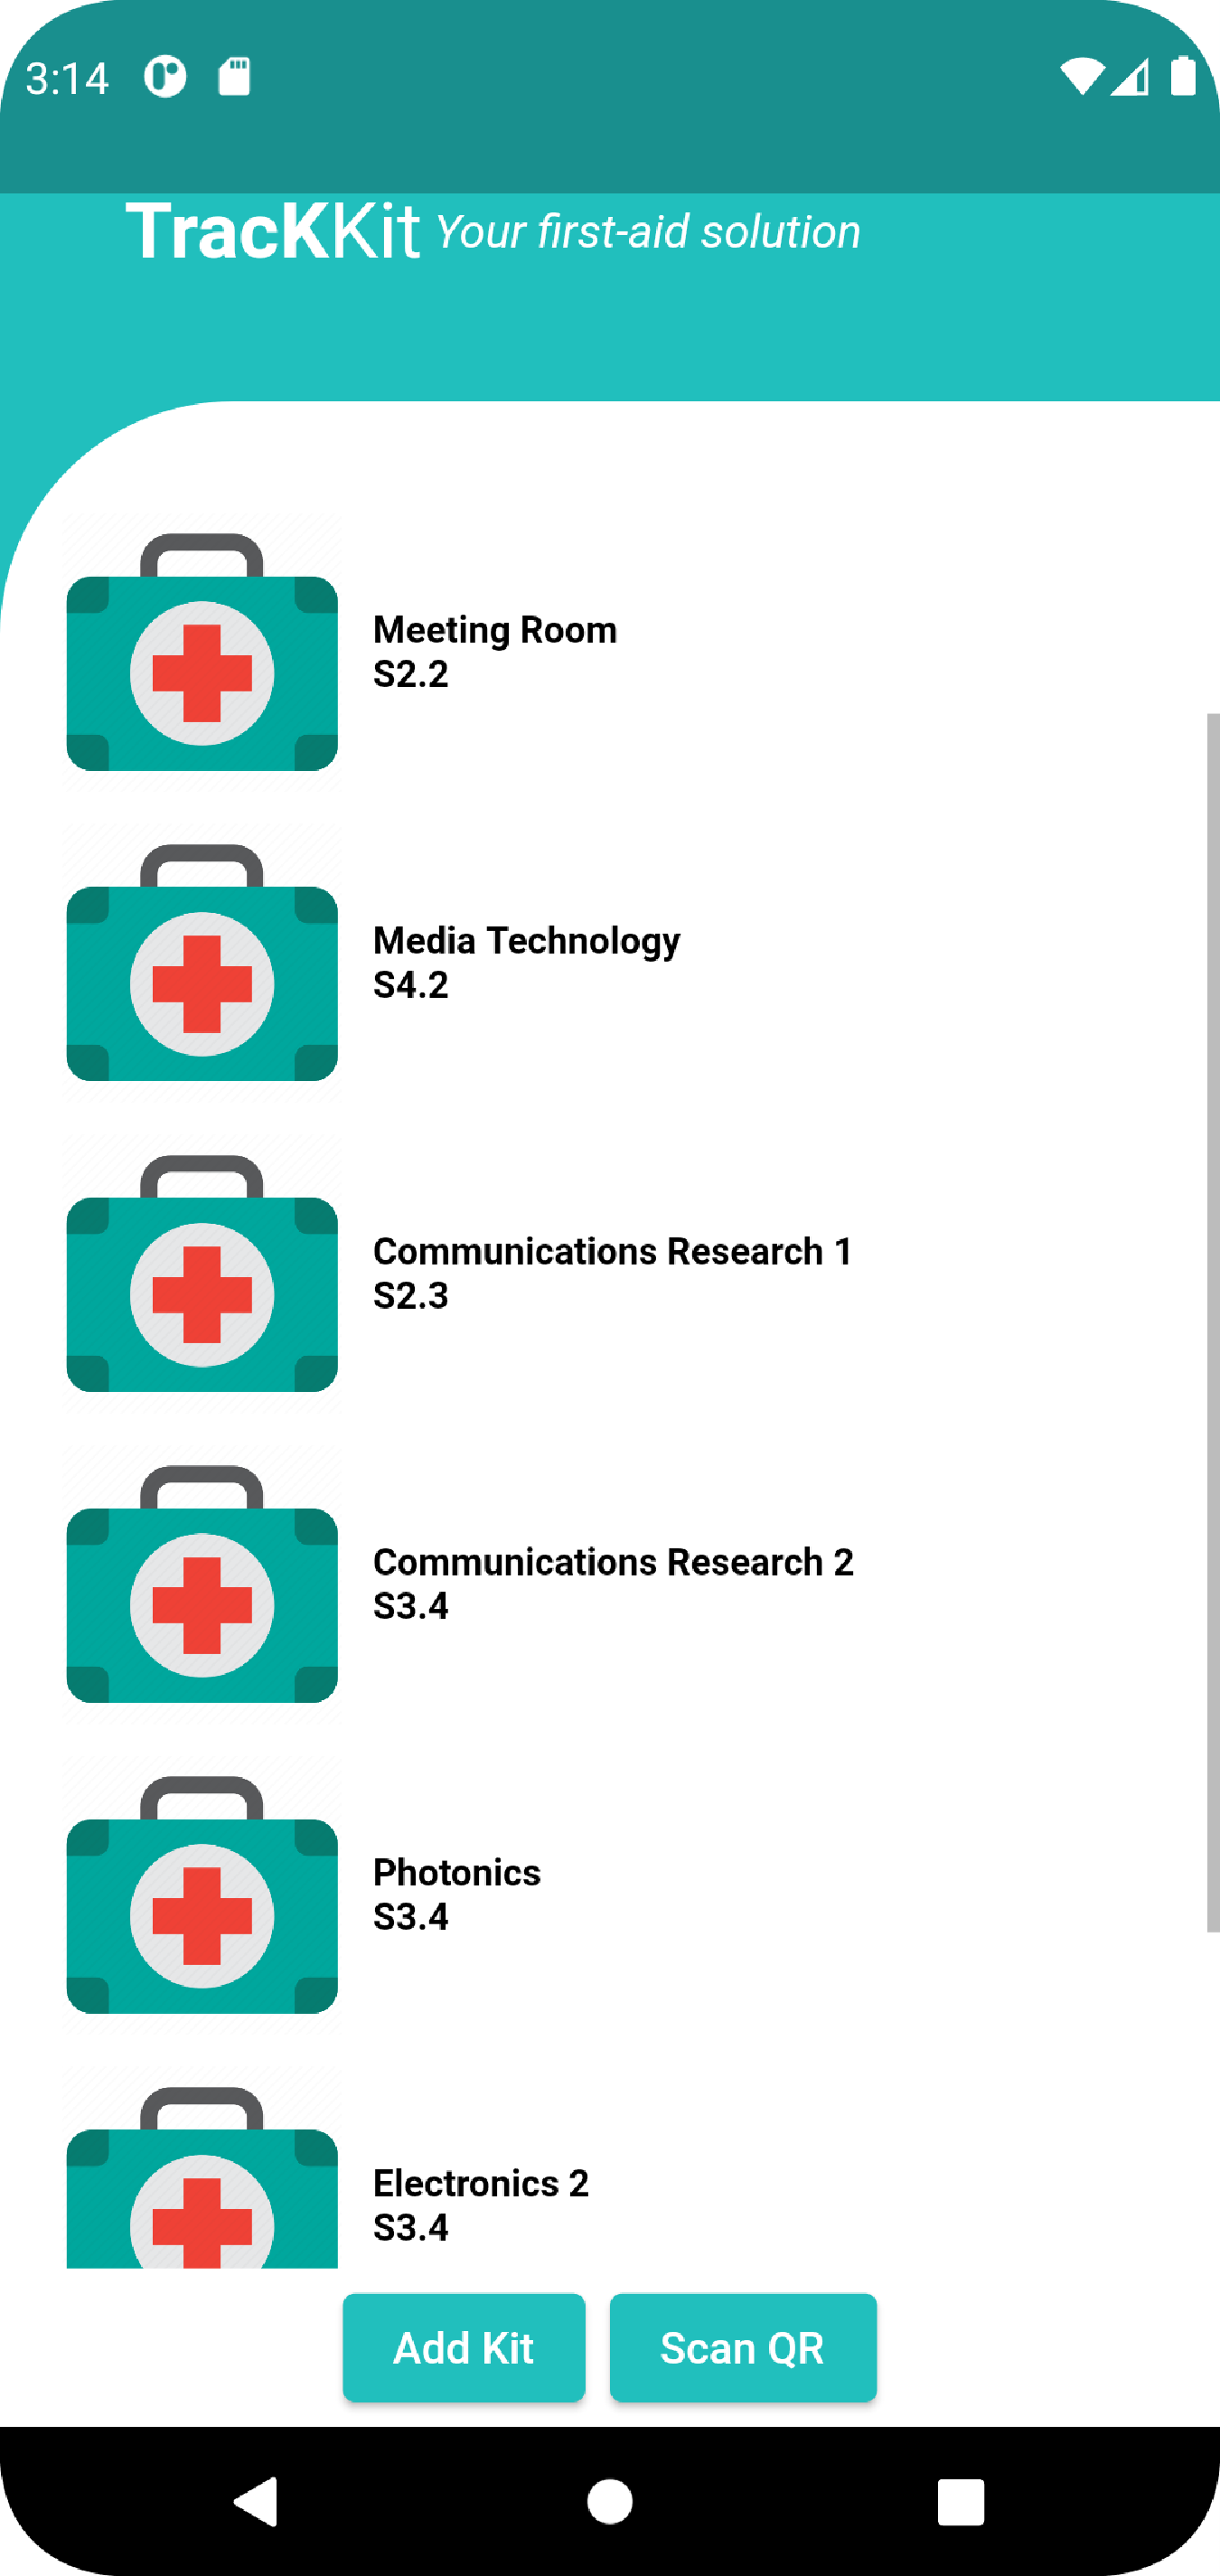 3:14
TracKKit Your first-aid solution
Meeting Room
S2.2
Media Technology
S4.2
Communications Research 1
S2.3
Communications Research 2
S3.4
Photonics
S3.4
Electronics 2
S3.4
Add Kit Scan QR